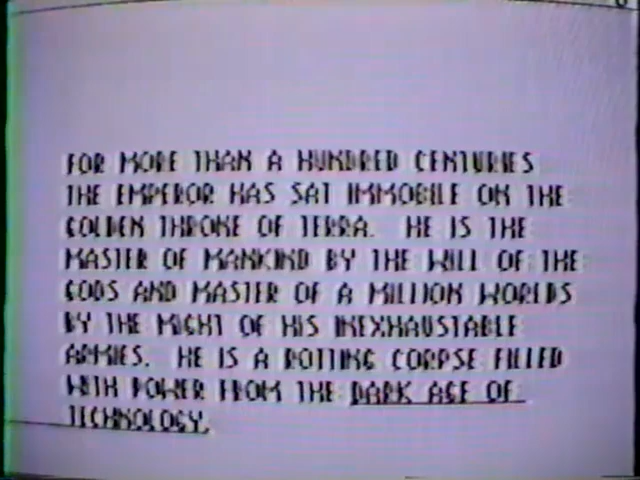 FOR MORE THAN A HUNDRED CENTURIES
THE EMPEROR HAS SAT IMMOBILE ON THE
GOLDEN THRONE OF TERRA. HE IS THE
MASTER OF MANKIND BY THE WILL OF THE
GODS AND MASTER OF A MILLION WORLDS
BY THE MIGHT OF HIS INEXHAUSTABLE
ARMIES. HE IS A ROTTING CORPSE FILLED
WITH POWER FROM THE DARK AGE OF
TECHNOLOGY.